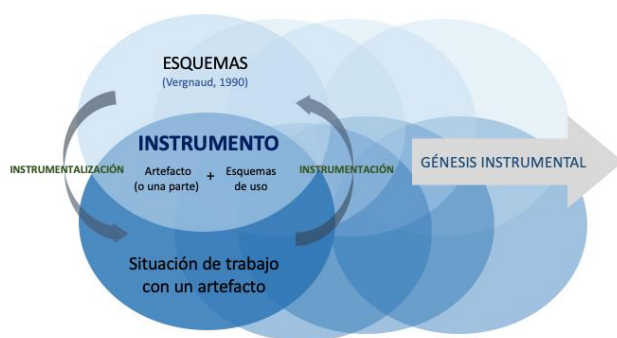 ESQUEMAS
(Vergnaud, 1990)
INSTRUMENTO
INSTRUMENTALIZACIÓN
Artefacto
(o una parte)
+
Esquemas
de uso
INSTRUMENTACIÓN
GÉNESIS INSTRUMENTAL
Situación de trabajo
con un artefacto